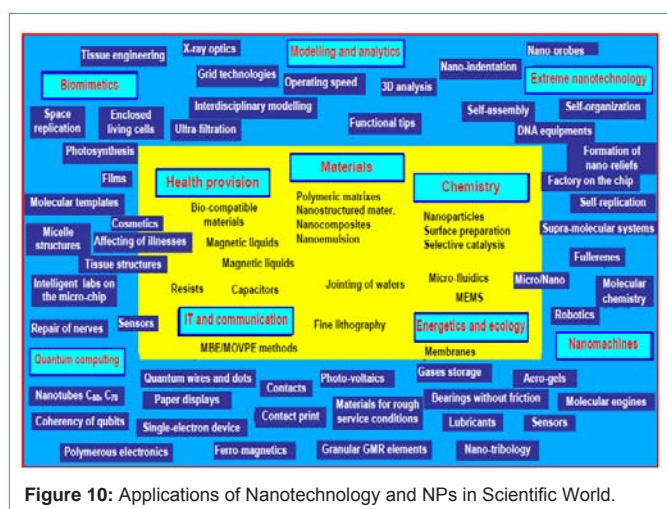 Tissue engineering
X-ray optics
Modelling and analytics
Nano probes
Biomimetics
Grid technologies
Operating speed
3D analysis
Nano-indentation
Extreme nanotechnology
Space
replication
Enclosed
living cells
Interdisciplinary modelling
Ultra-filtration
Functional tips
Self-assembly
Self-organization
DNA equipments
Photosynthesis
Formation of
nano reliefs
Films
Health provision
Materials
Chemistry
Factory on the chip
Molecular templates
Bio-compatible
materials
Polymeric matrixes
Nanostructured mater.
Nanocomposites
Nanoemulsion
Nanoparticles
Surface preparation
Selective catalysis
Self-replication
Cosmetics
Micelle
structures
Affecting of illnesses
Magnetic liquids
Supra-molecular systems
Tissue structures
Magnetic liquids
Fullerenes
Intelligent labs on
the micro-chip
Resists
Capacitors
Jointing of wafers
Micro-fluidics
MEMS
Micro/Nano
Molecular
chemistry
Repair of nerves
Sensors
IT and communication
Fine lithography
Energetics and ecology
Robotics
Quantum computing
MBE/MOVPE methods
Membranes
Nanomachines
Nanotubes C₆₀, C₇₀
Quantum wires and dots
Contacts
Photo-voltaics
Gases storage
Aero-gels
Paper displays
Bearings without friction
Molecular engines
Coherency of qubits
Single-electron device
Contact print
Materials for rough
service conditions
Lubricants
Sensors
Polymerous electronics
Ferro-magnetics
Granular GMR elements
Nano-tribology
Figure 10: Applications of Nanotechnology and NPs in Scientific World.